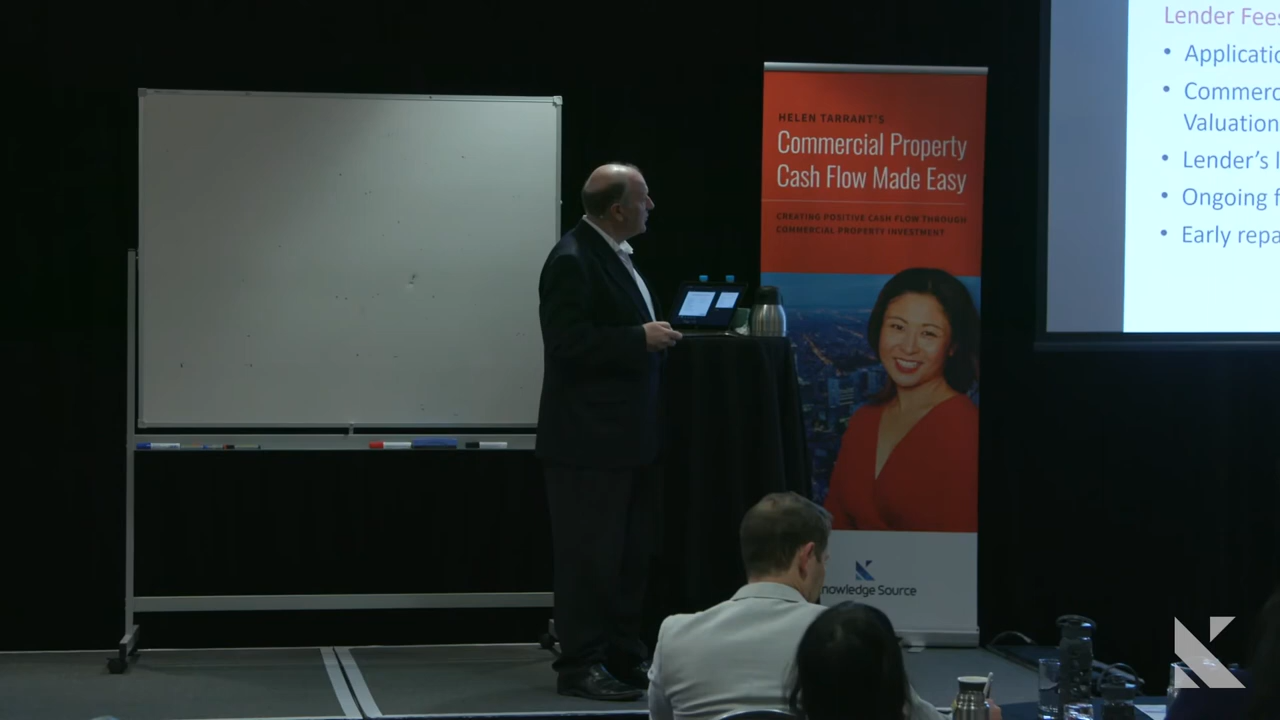 HELEN TARRANT'S
Commercial Property
Cash Flow Made Easy
CREATING POSITIVE CASH FLOW THROUGH
COMMERCIAL PROPERTY INVESTMENT
nowledge Source
Lender Fees
• Applicatio
• Commerc
Valuation
• Lender's l
• Ongoing f
• Early repa